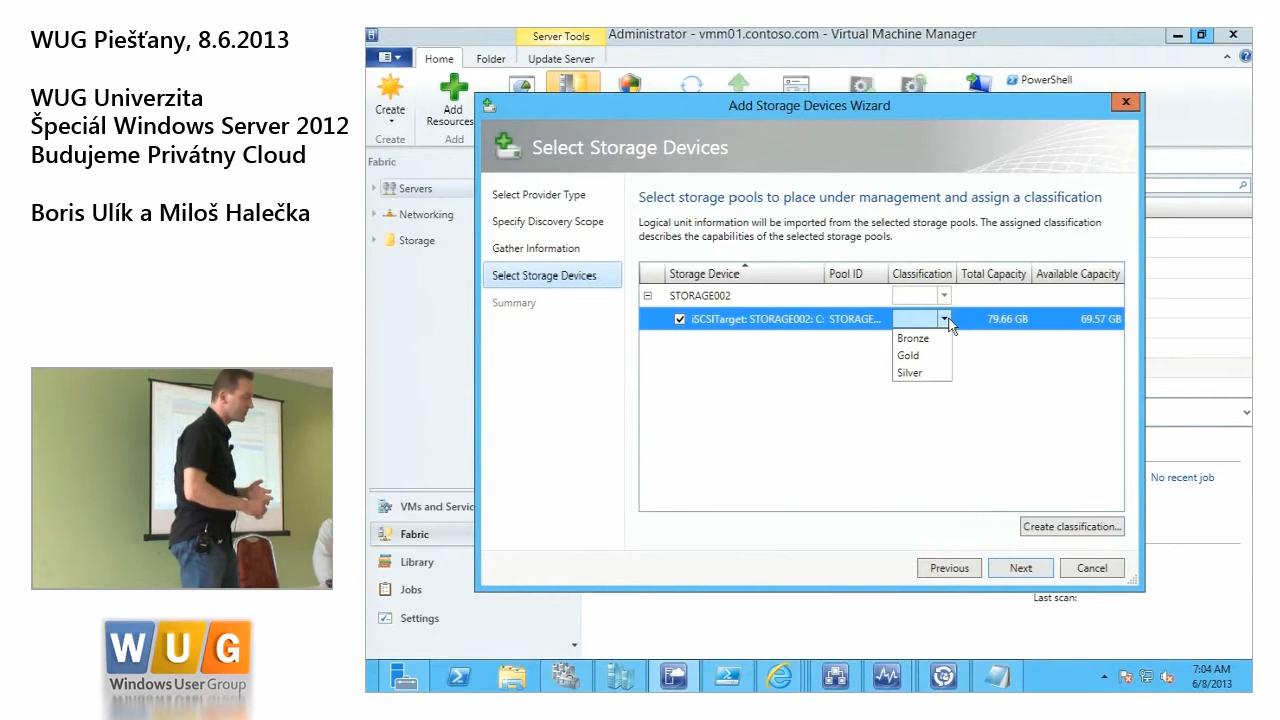 WUG Piešťany, 8.6.2013
WUG Univerzita
Špeciál Windows Server 2012
Budujeme Privátny Cloud
Boris Ulík a Miloš Halečka
WUG
Windows User Group
Server Tools
Administrator - vmm01.contoso.com - Virtual Machine Manager
Home
Folder
Update Server
Create
Add
Resources
PowerShell
Create
Add
Fabric
Servers
Networking
Storage
VMs and Servic
Fabric
Library
Jobs
Settings
Add Storage Devices Wizard
Select Storage Devices
Select Provider Type
Specify Discovery Scope
Gather Information
Select Storage Devices
Summary
Select storage pools to place under management and assign a classification
Logical unit information will be imported from the selected storage pools. The assigned classification
describes the capabilities of the selected storage pools.
Storage Device Pool ID Classification Total Capacity Available Capacity
STORAGE002
iSCSITarget: STORAGE002: C: STORAGE... 79.66 GB 69.57 GB
Bronze
Gold
Silver
Create classification...
Previous Next Cancel
No recent job
Last scan:
7:04 AM
6/8/2013